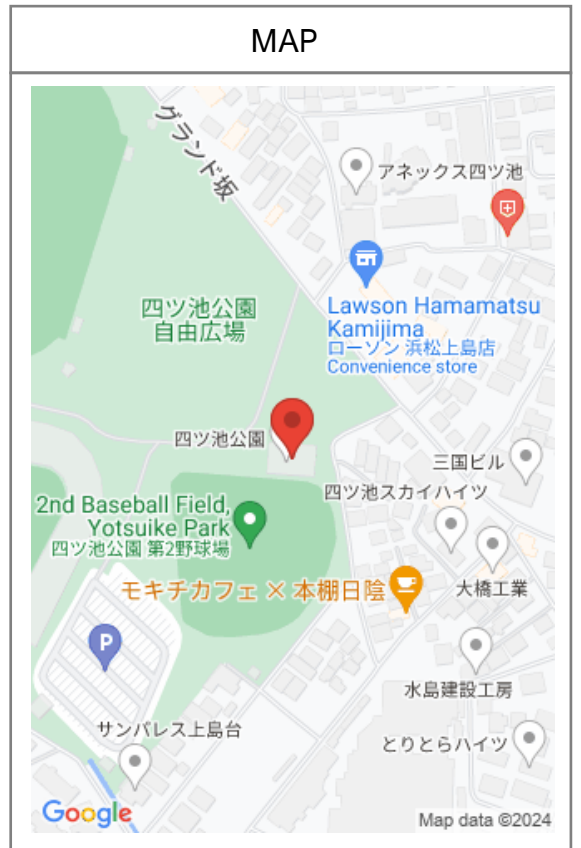 MAP
グランド坂
アネックス四ツ池
四ツ池公園
自由広場
Lawson Hamamatsu
Kamijima
ローソン 浜松上島店
Convenience store
四ツ池公園
三国ビル
四ツ池スカイハイツ
2nd Baseball Field,
Yotsuike Park
四ツ池公園 第2野球場
モキチカフェ × 本棚日陰
大橋工業
P
水島建設工房
サンパレス上島台
とりとらハイツ
Google
Map data ©2024